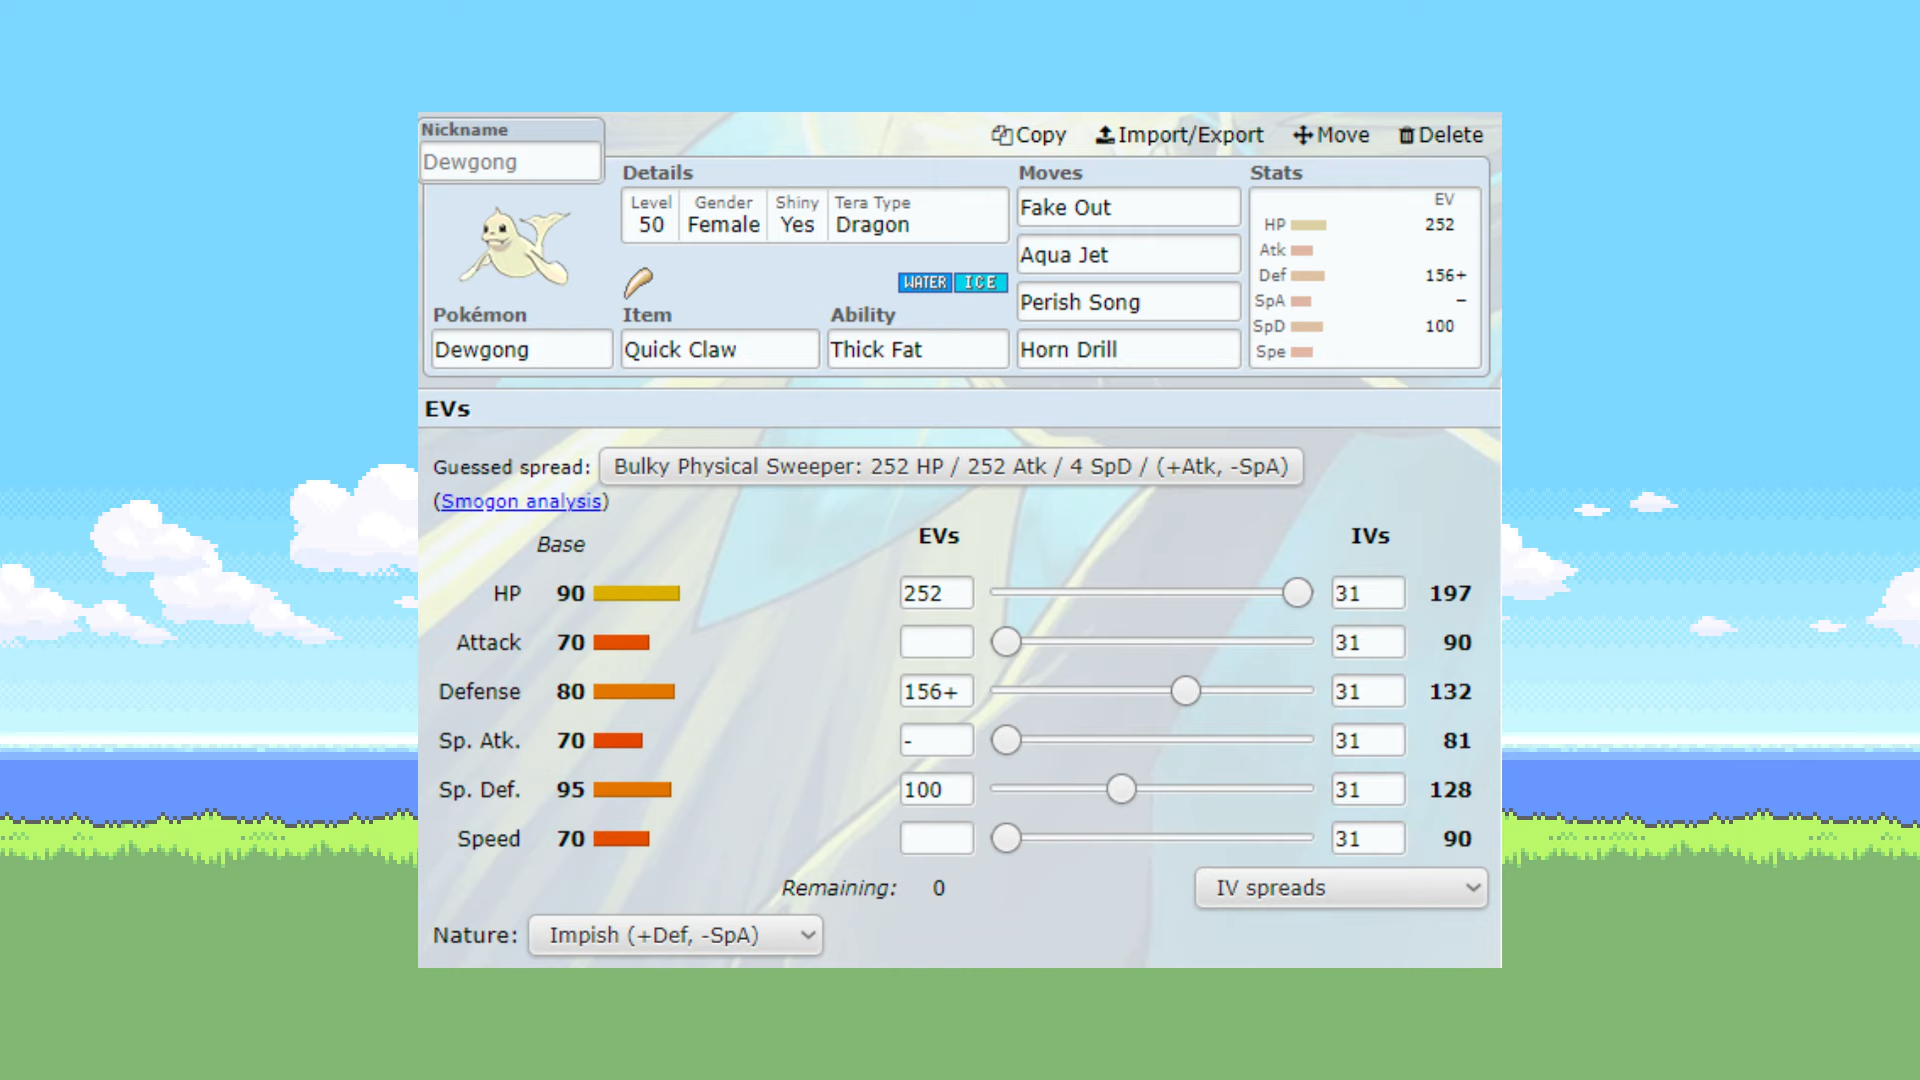 Nickname
Dewgong
Copy Import/Export Move Delete
Details
Level Gender Shiny Tera Type
50 Female Yes Dragon
WATER ICE
Pokémon Item Ability
Dewgong Quick Claw Thick Fat
Moves
Fake Out
Aqua Jet
Perish Song
Horn Drill
Stats
EV
HP 252
Atk
Def 156+
SpA −
SpD 100
Spe
EVs
Guessed spread: Bulky Physical Sweeper: 252 HP / 252 Atk / 4 SpD / (+Atk, -SpA)
(Smogon analysis)
Base EVs IVs
HP 90 252 31 197
Attack 70 31 90
Defense 80 156+ 31 132
Sp. Atk. 70 - 31 81
Sp. Def. 95 100 31 128
Speed 70 31 90
Remaining: 0 IV spreads
Nature: Impish (+Def, -SpA)